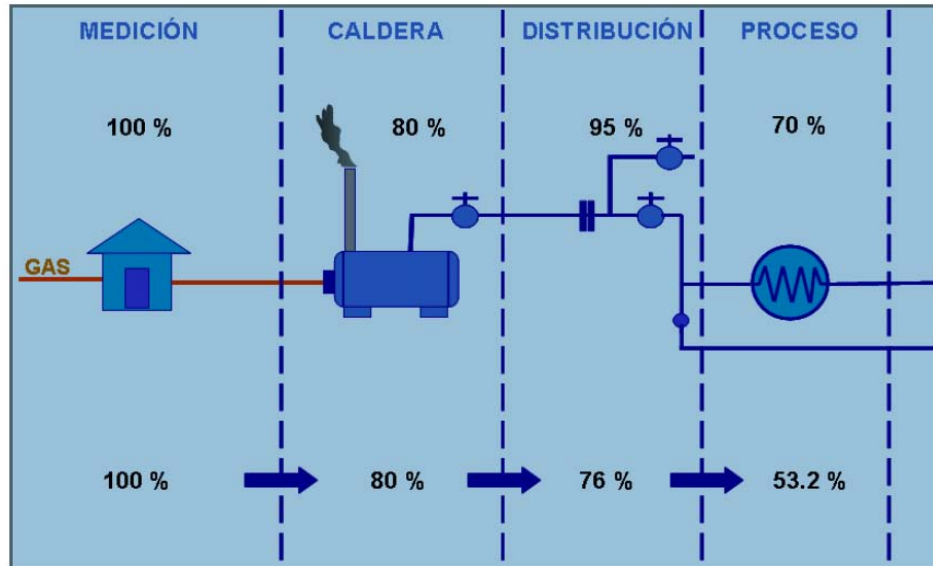 MEDICIÓN CALDERA DISTRIBUCIÓN PROCESO
100 % 80 % 95 % 70 %
GAS
100 % 80 % 76 % 53.2 %